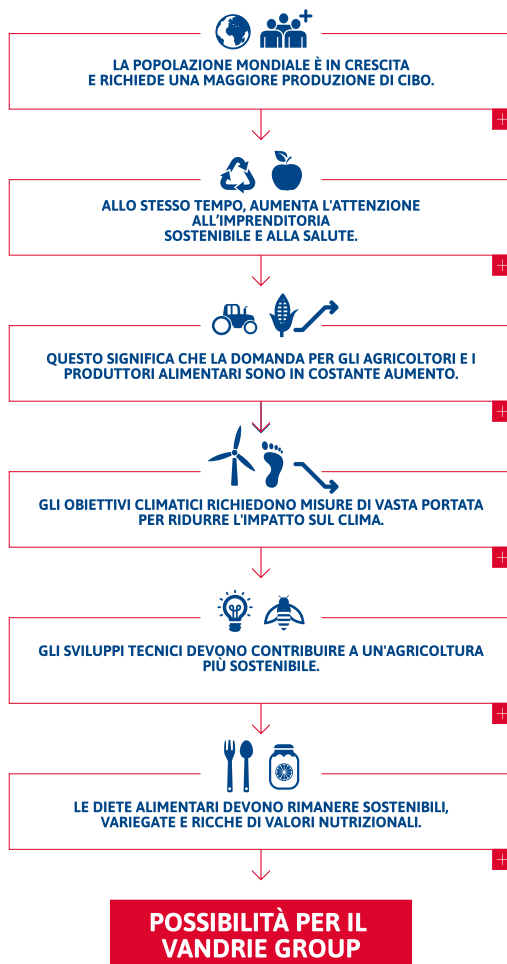 LA POPOLAZIONE MONDIALE È IN CRESCITA
E RICHIEDE UNA MAGGIORE PRODUZIONE DI CIBO.
ALLO STESSO TEMPO, AUMENTA L'ATTENZIONE
ALL’IMPRENDITORIA
SOSTENIBILE E ALLA SALUTE.
QUESTO SIGNIFICA CHE LA DOMANDA PER GLI AGRICOLTORI E I
PRODUTTORI ALIMENTARI SONO IN COSTANTE AUMENTO.
GLI OBIETTIVI CLIMATICI RICHIEDONO MISURE DI VASTA PORTATA
PER RIDURRE L'IMPATTO SUL CLIMA.
GLI SVILUPPI TECNICI DEVONO CONTRIBUIRE A UN'AGRICOLTURA
PIÙ SOSTENIBILE.
LE DIETE ALIMENTARI DEVONO RIMANERE SOSTENIBILI,
VARIEGATE E RICCHE DI VALORI NUTRIZIONALI.
POSSIBILITÀ PER IL
VANDRIE GROUP